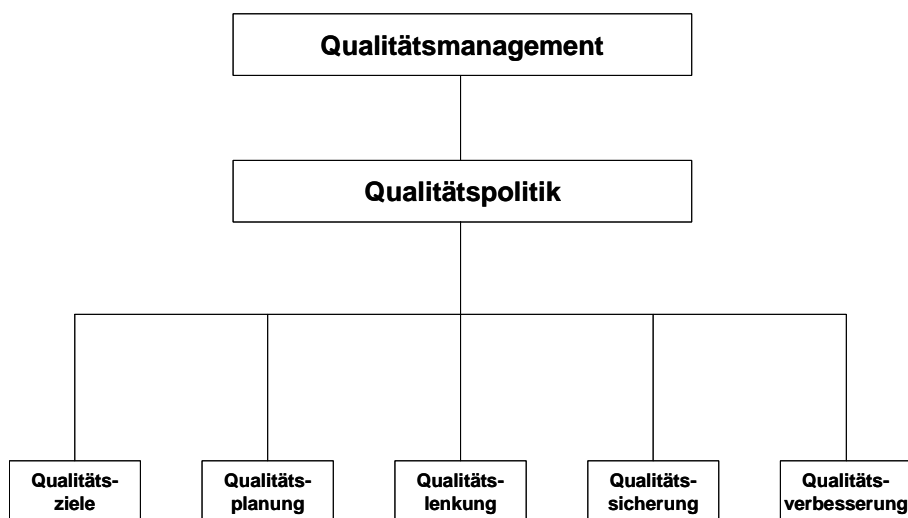 Qualitätsmanagement
Qualitätspolitik
Qualitäts-
ziele
Qualitäts-
planung
Qualitäts-
lenkung
Qualitäts-
sicherung
Qualitäts-
verbesserung